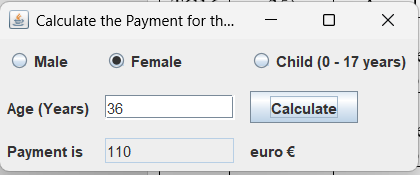 Calculate the Payment for th...
Male Female Child (0 - 17 years)
Age (Years) 36 Calculate
Payment is 110 euro €